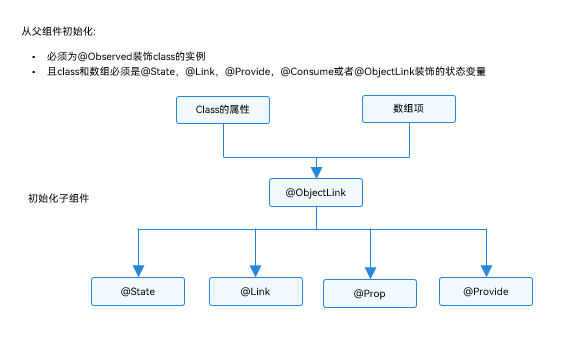 从父组件初始化:
• 必须为@Observed装饰class的实例
• 且class和数组必须是@State，@Link，@Provide，@Consume或者@ObjectLink装饰的状态变量
Class的属性
数组项
@ObjectLink
初始化子组件
@State
@Link
@Prop
@Provide